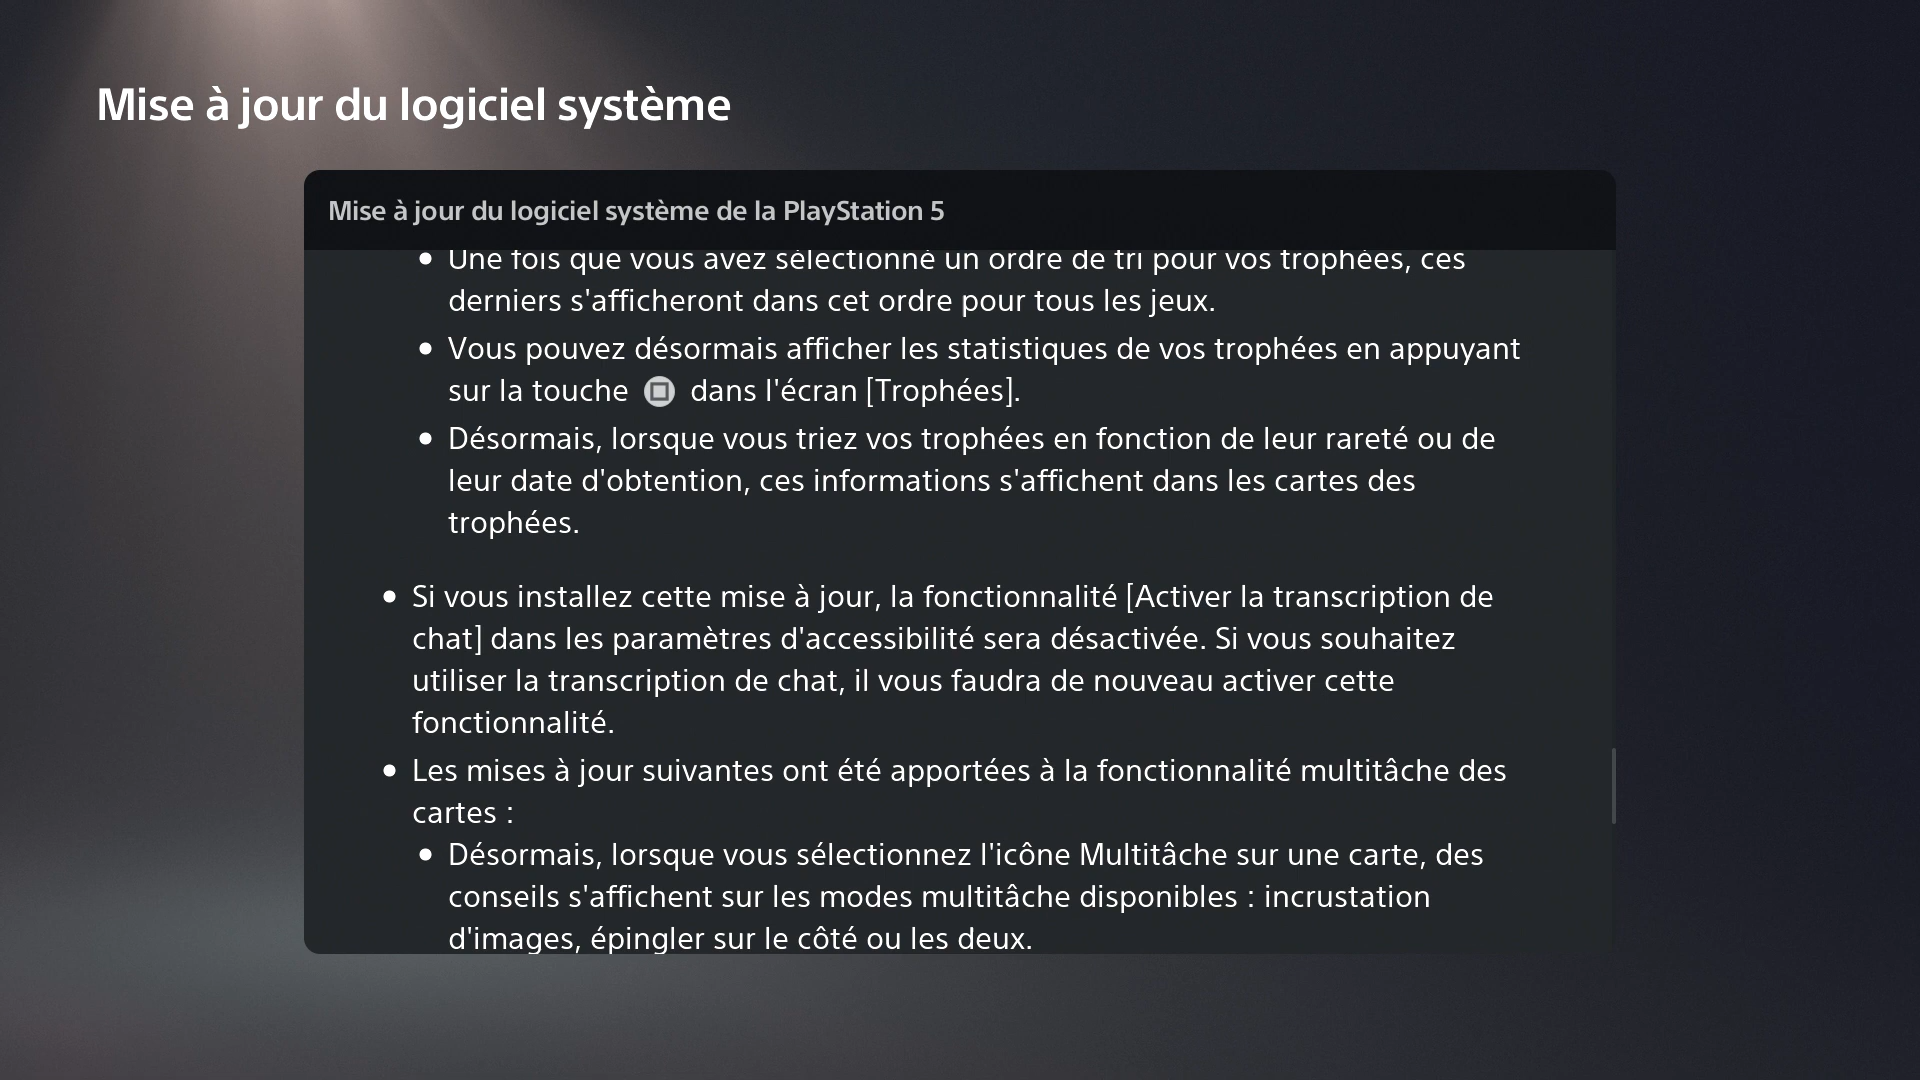 Mise à jour du logiciel système
Mise à jour du logiciel système de la PlayStation 5
• Une fois que vous avez sélectionné un ordre de tri pour vos trophées, ces
derniers s'afficheront dans cet ordre pour tous les jeux.
• Vous pouvez désormais afficher les statistiques de vos trophées en appuyant
sur la touche dans l'écran [Trophées].
• Désormais, lorsque vous triez vos trophées en fonction de leur rareté ou de
leur date d'obtention, ces informations s'affichent dans les cartes des
trophées.
• Si vous installez cette mise à jour, la fonctionnalité [Activer la transcription de
chat] dans les paramètres d'accessibilité sera désactivée. Si vous souhaitez
utiliser la transcription de chat, il vous faudra de nouveau activer cette
fonctionnalité.
• Les mises à jour suivantes ont été apportées à la fonctionnalité multitâche des
cartes :
• Désormais, lorsque vous sélectionnez l'icône Multitâche sur une carte, des
conseils s'affichent sur les modes multitâche disponibles : incrustation
d'images, épingler sur le côté ou les deux.